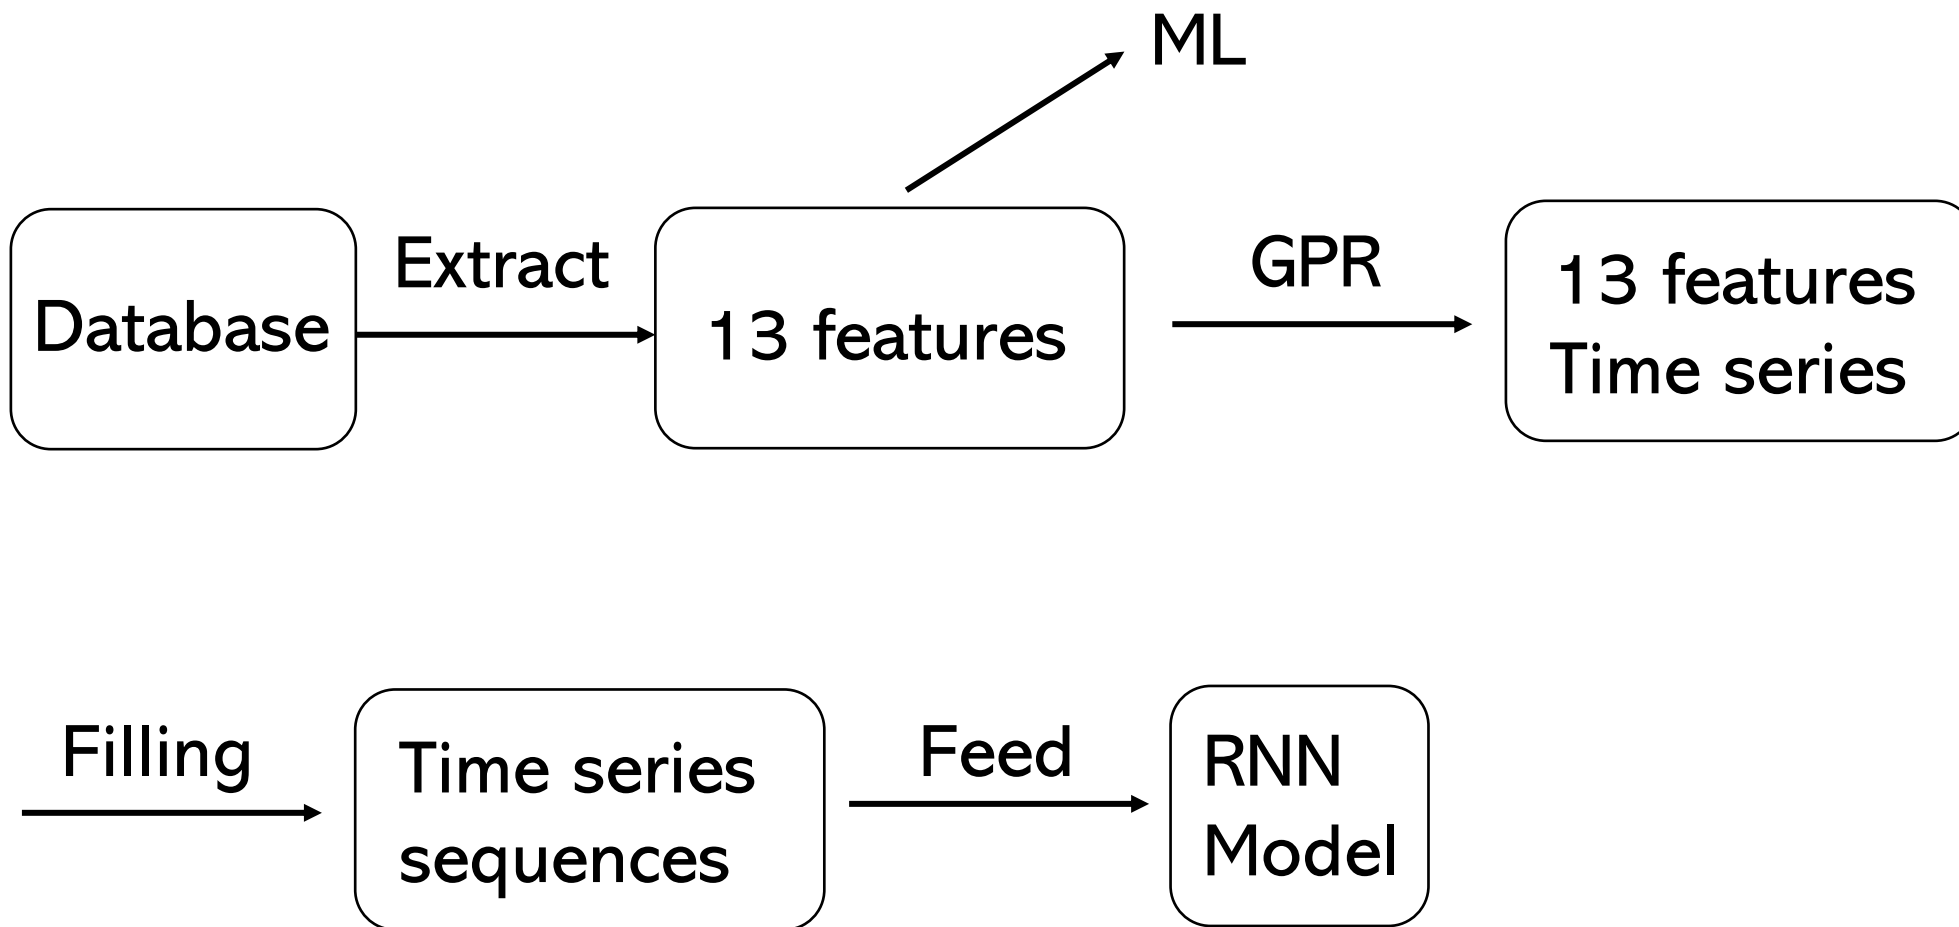 ML
Database
Extract
13 features
GPR
13 features
Time series
Filling
Time series
sequences
Feed
RNN
Model